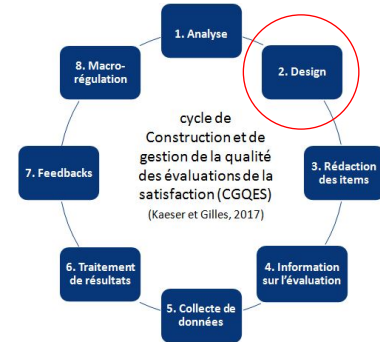 1. Analyse
2. Design
3. Rédaction
des items
4. Information
sur l'évaluation
5. Collecte de
données
6. Traitement
de résultats
7. Feedbacks
8. Macro-
régulation
cycle de
Construction et de
gestion de la qualité
des évaluations de la
satisfaction (CGQES)
(Kaeser et Gilles, 2017)